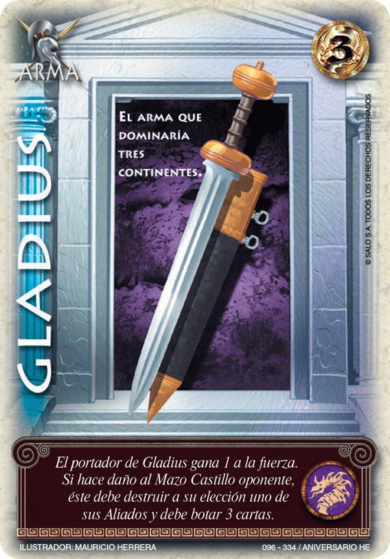 ARMA
3
EL ARMA QUE
DOMINARÍA
TRES
CONTINENTES.
GLADIUS
© SALO S.A. TODOS LOS DERECHOS RESERVADOS
El portador de Gladius gana 1 a la fuerza.
Si hace daño al Mazo Castillo oponente,
éste debe destruir a su elección uno de
sus Aliados y debe botar 3 cartas.
ILUSTRADOR: MAURICIO HERRERA
096 - 334 / ANIVERSARIO HE